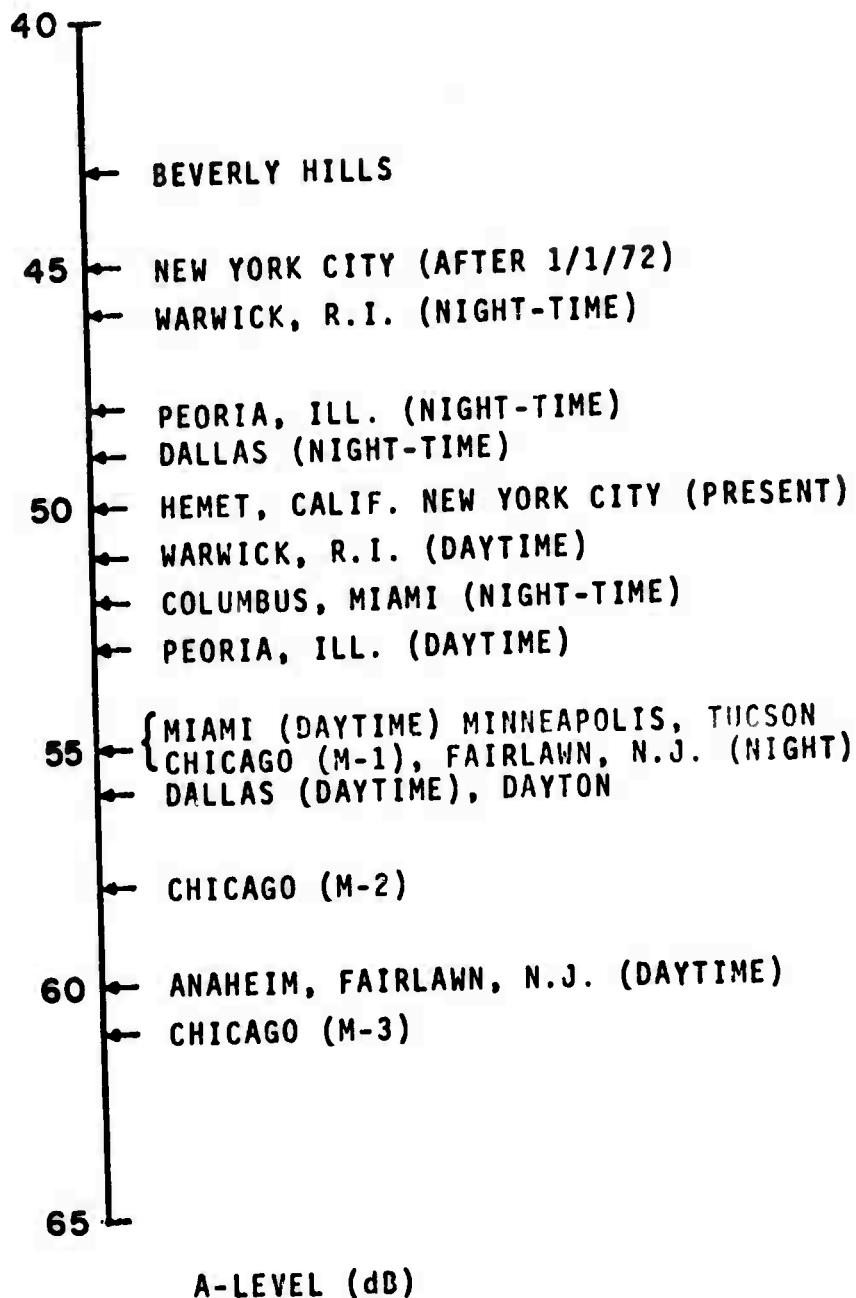 40
BEVERLY HILLS
45 NEW YORK CITY (AFTER 1/1/72)
WARWICK, R.I. (NIGHT-TIME)
PEORIA, ILL. (NIGHT-TIME)
DALLAS (NIGHT-TIME)
50 HEMET, CALIF. NEW YORK CITY (PRESENT)
WARWICK, R.I. (DAYTIME)
COLUMBUS, MIAMI (NIGHT-TIME)
PEORIA, ILL. (DAYTIME)
MIAMI (DAYTIME) MINNEAPOLIS, TUCSON
55 CHICAGO (M-1), FAIRLAWN, N.J. (NIGHT)
DALLAS (DAYTIME), DAYTON
CHICAGO (M-2)
60 ANAHEIM, FAIRLAWN, N.J. (DAYTIME)
CHICAGO (M-3)
65
A-LEVEL (dB)